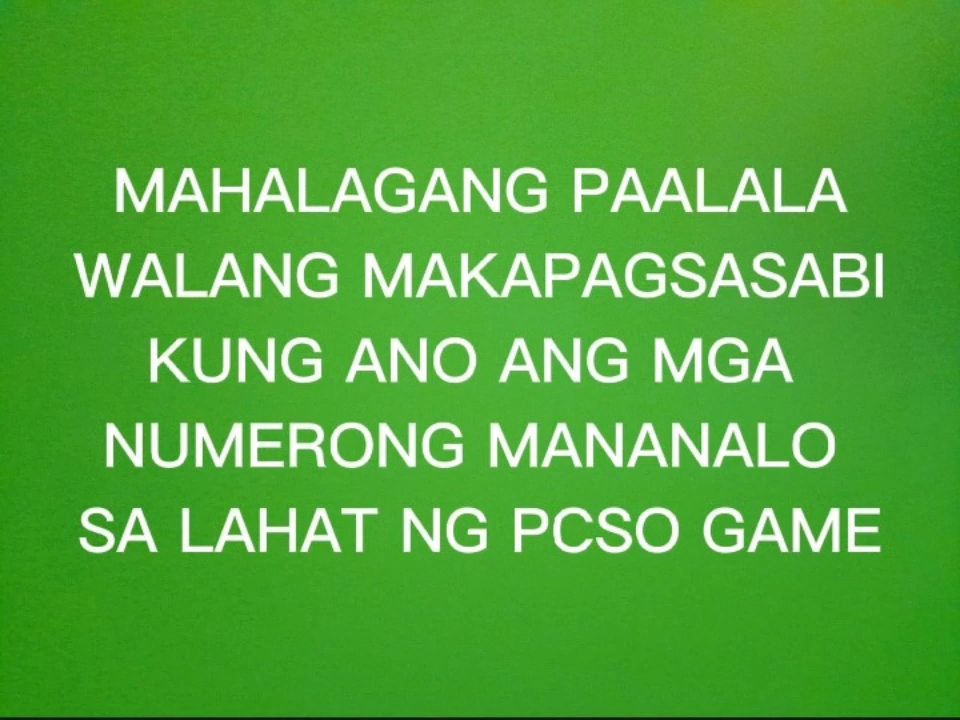 MAHALAGANG PAALALA
WALANG MAKAPAGSASABI
KUNG ANO ANG MGA
NUMERONG MANANALO
SA LAHAT NG PCSO GAME